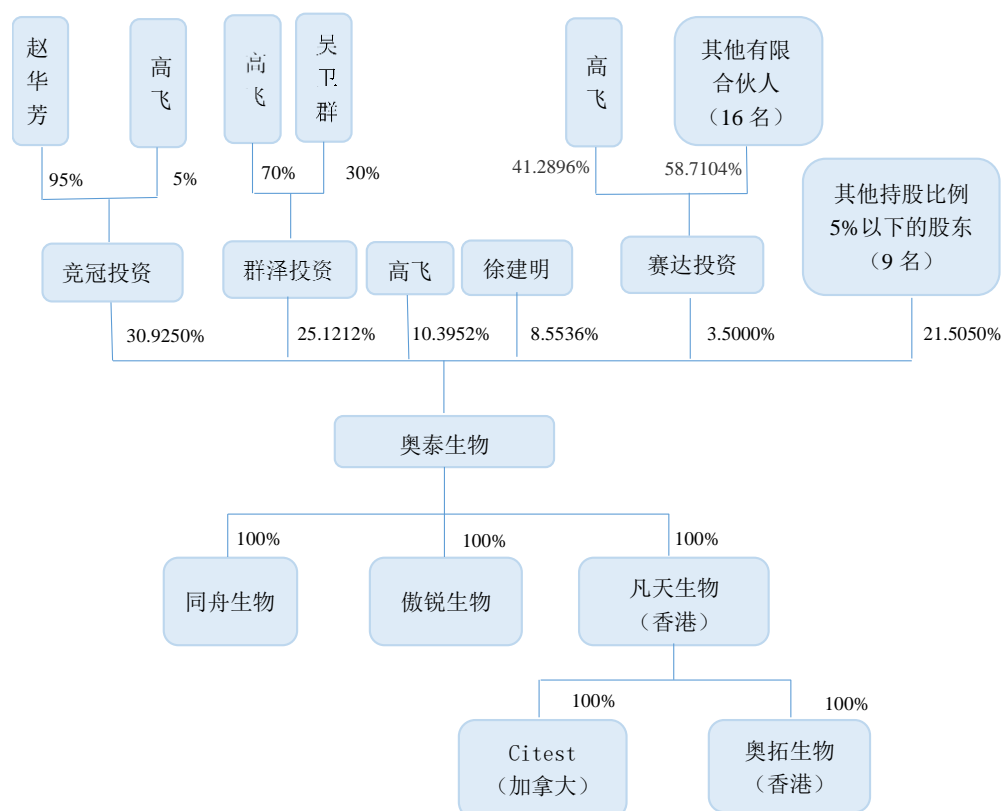 赵
华
芳
高
飞
高
飞
吴
卫
群
高
飞
其他有限
合伙人
（16 名）
95%
5%
70%
30%
41.2896%
58.7104%
其他持股比例
5%以下的股东
（9 名）
竞冠投资
群泽投资
高飞
徐建明
赛达投资
30.9250%
25.1212%
10.3952%
8.5536%
3.5000%
21.5050%
奥泰生物
100%
100%
100%
同舟生物
傲锐生物
凡天生物
（香港）
100%
100%
Citest
（加拿大）
奥拓生物
（香港）